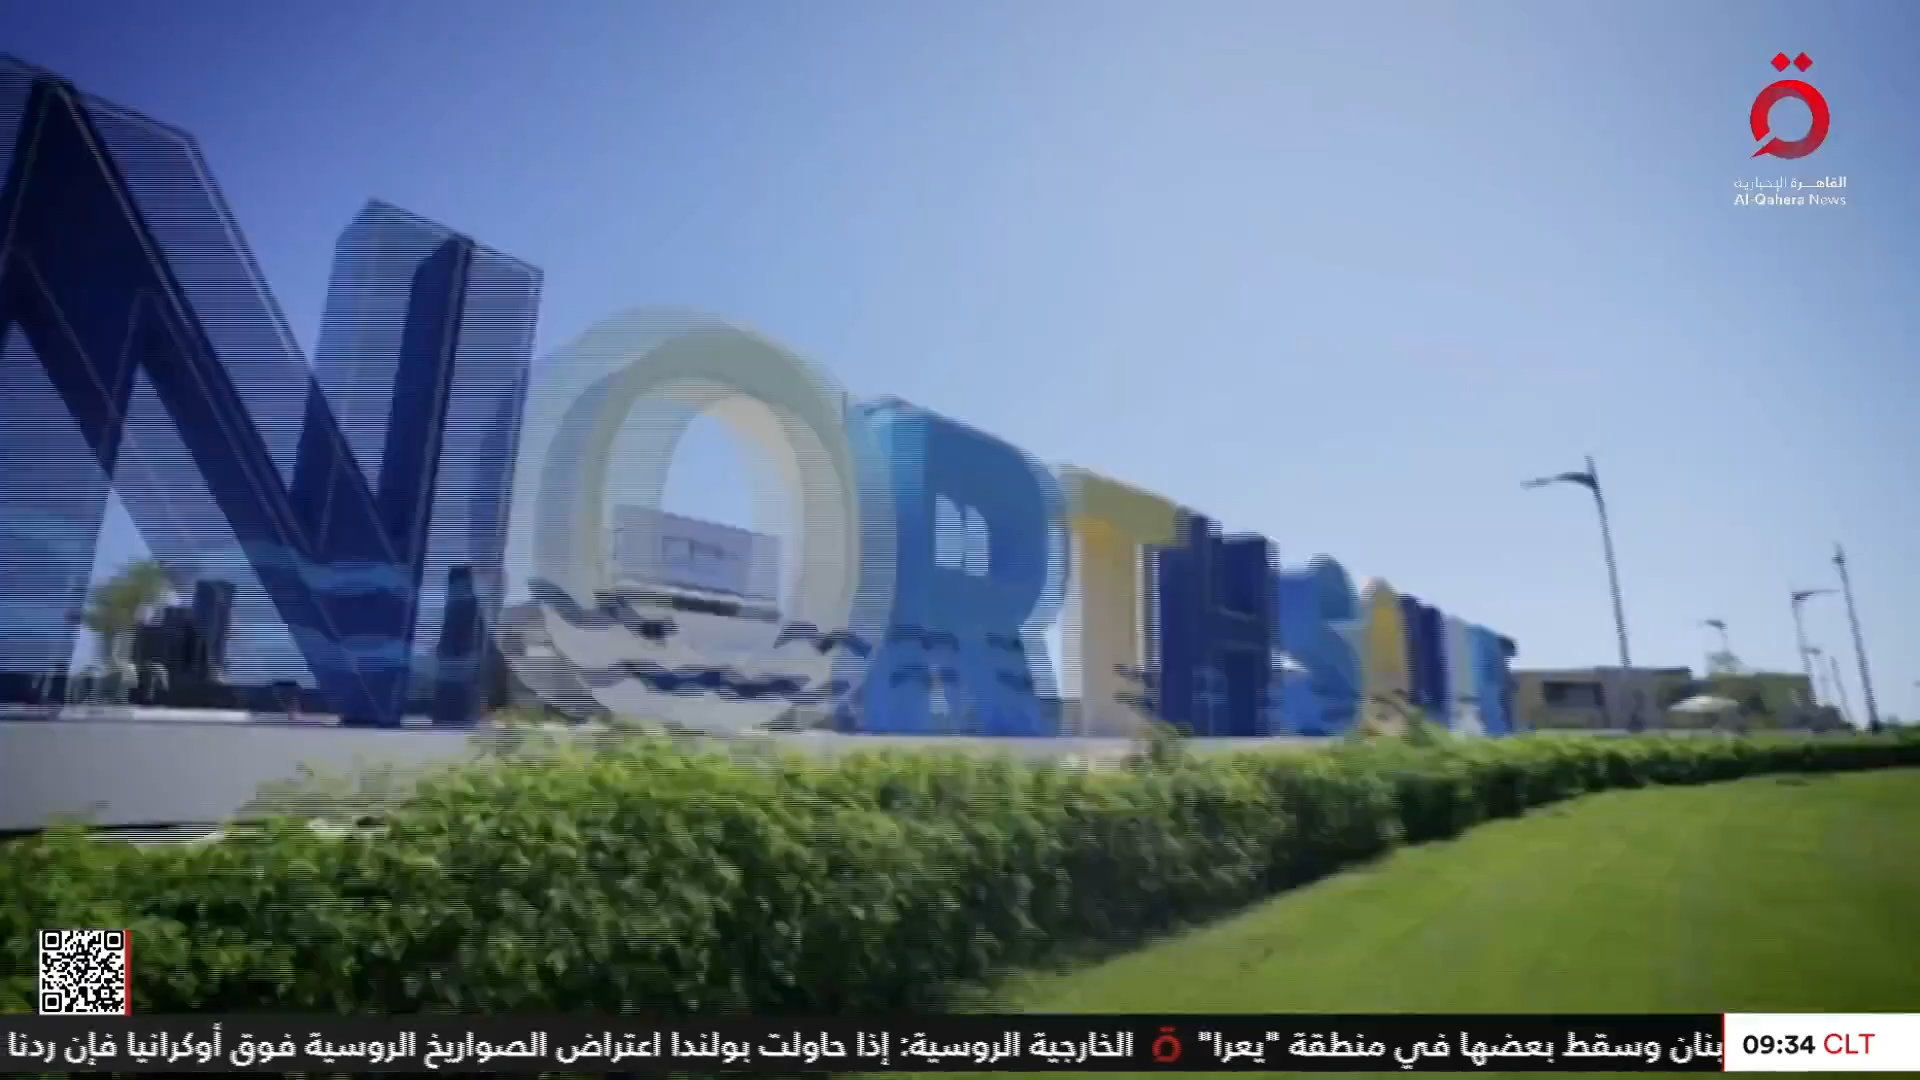 القاهرة الإخبارية
Al-Qahera News
NORTH
بنان وسقط بعضها في منطقة "يعرا"
الخارجية الروسية: إذا حاولت بولندا اعتراض الصواريخ الروسية فوق أوكرانيا فإن ردنا
09:34 CLT